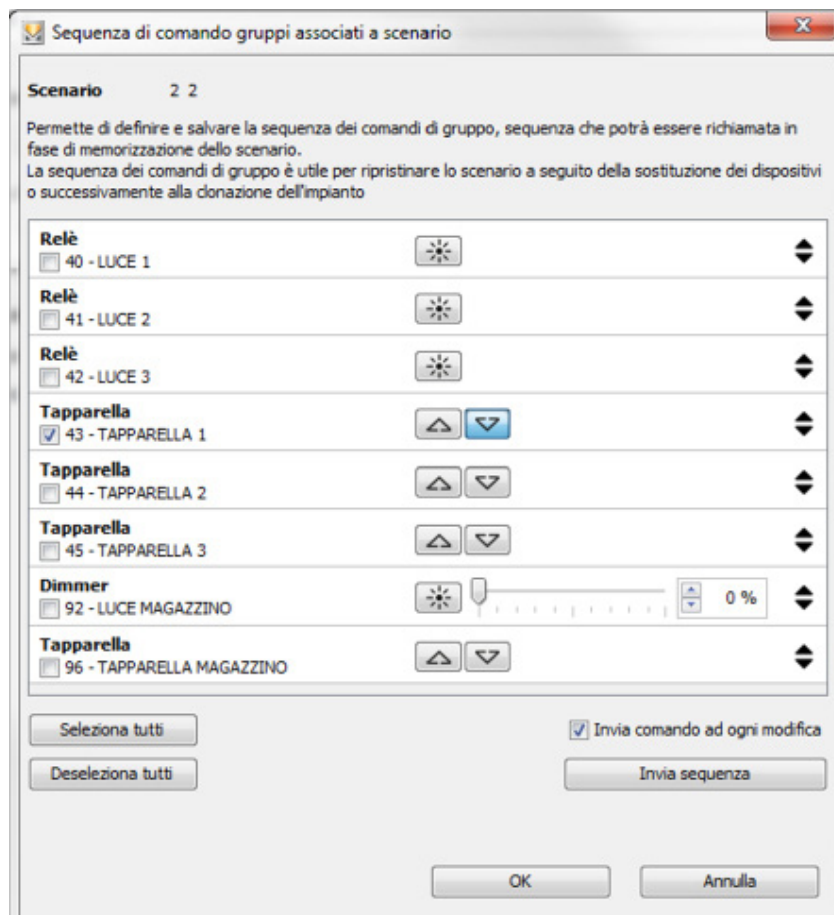 Sequenza di comando gruppi associati a scenario
Scenario 2 2
Permette di definire e salvare la sequenza dei comandi di gruppo, sequenza che potrà essere richiamata in
fase di memorizzazione dello scenario.
La sequenza dei comandi di gruppo è utile per ripristinare lo scenario a seguito della sostituzione dei dispositivi
o successivamente alla clonazione dell'impianto
Relè
40 - LUCE 1
Relè
41 - LUCE 2
Relè
42 - LUCE 3
Tapparella
43 - TAPPARELLA 1
Tapparella
44 - TAPPARELLA 2
Tapparella
45 - TAPPARELLA 3
Dimmer
92 - LUCE MAGAZZINO 0 %
Tapparella
96 - TAPPARELLA MAGAZZINO
Seleziona tutti Invia comando ad ogni modifica
Deseleziona tutti Invia sequenza
OK Annulla